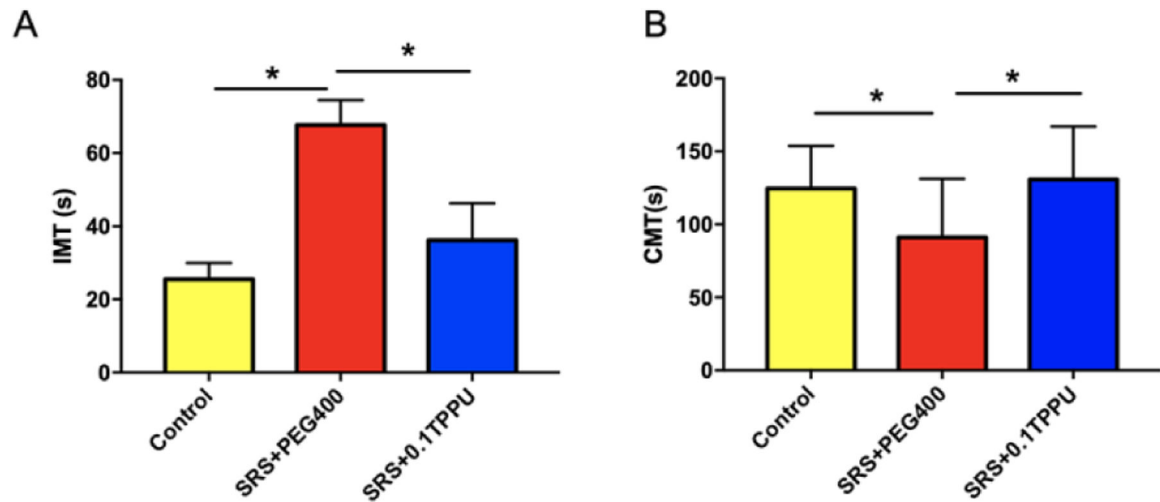 A
IMT (s)
80
60
40
20
0
*
*
Control
SRS+PEG400
SRS+0.1TPPU
B
CMT(s)
200
150
100
50
0
*
*
Control
SRS+PEG400
SRS+0.1TPPU